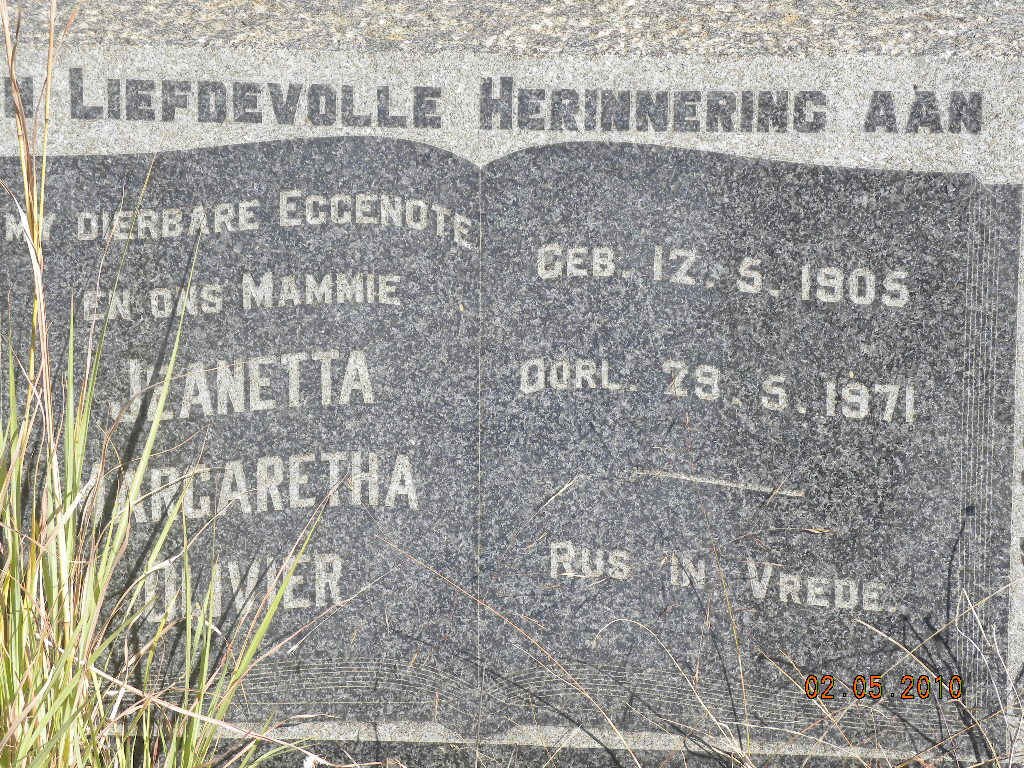 In Liefdevolle Herinnering aan
my dierbare Eggenote
en ons Mammie
Jeanetta
Margaretha
Olivier
Geb. 12. 5. 1905
Oorl. 29. 5. 1971
Rus in Vrede.
02.05.2010